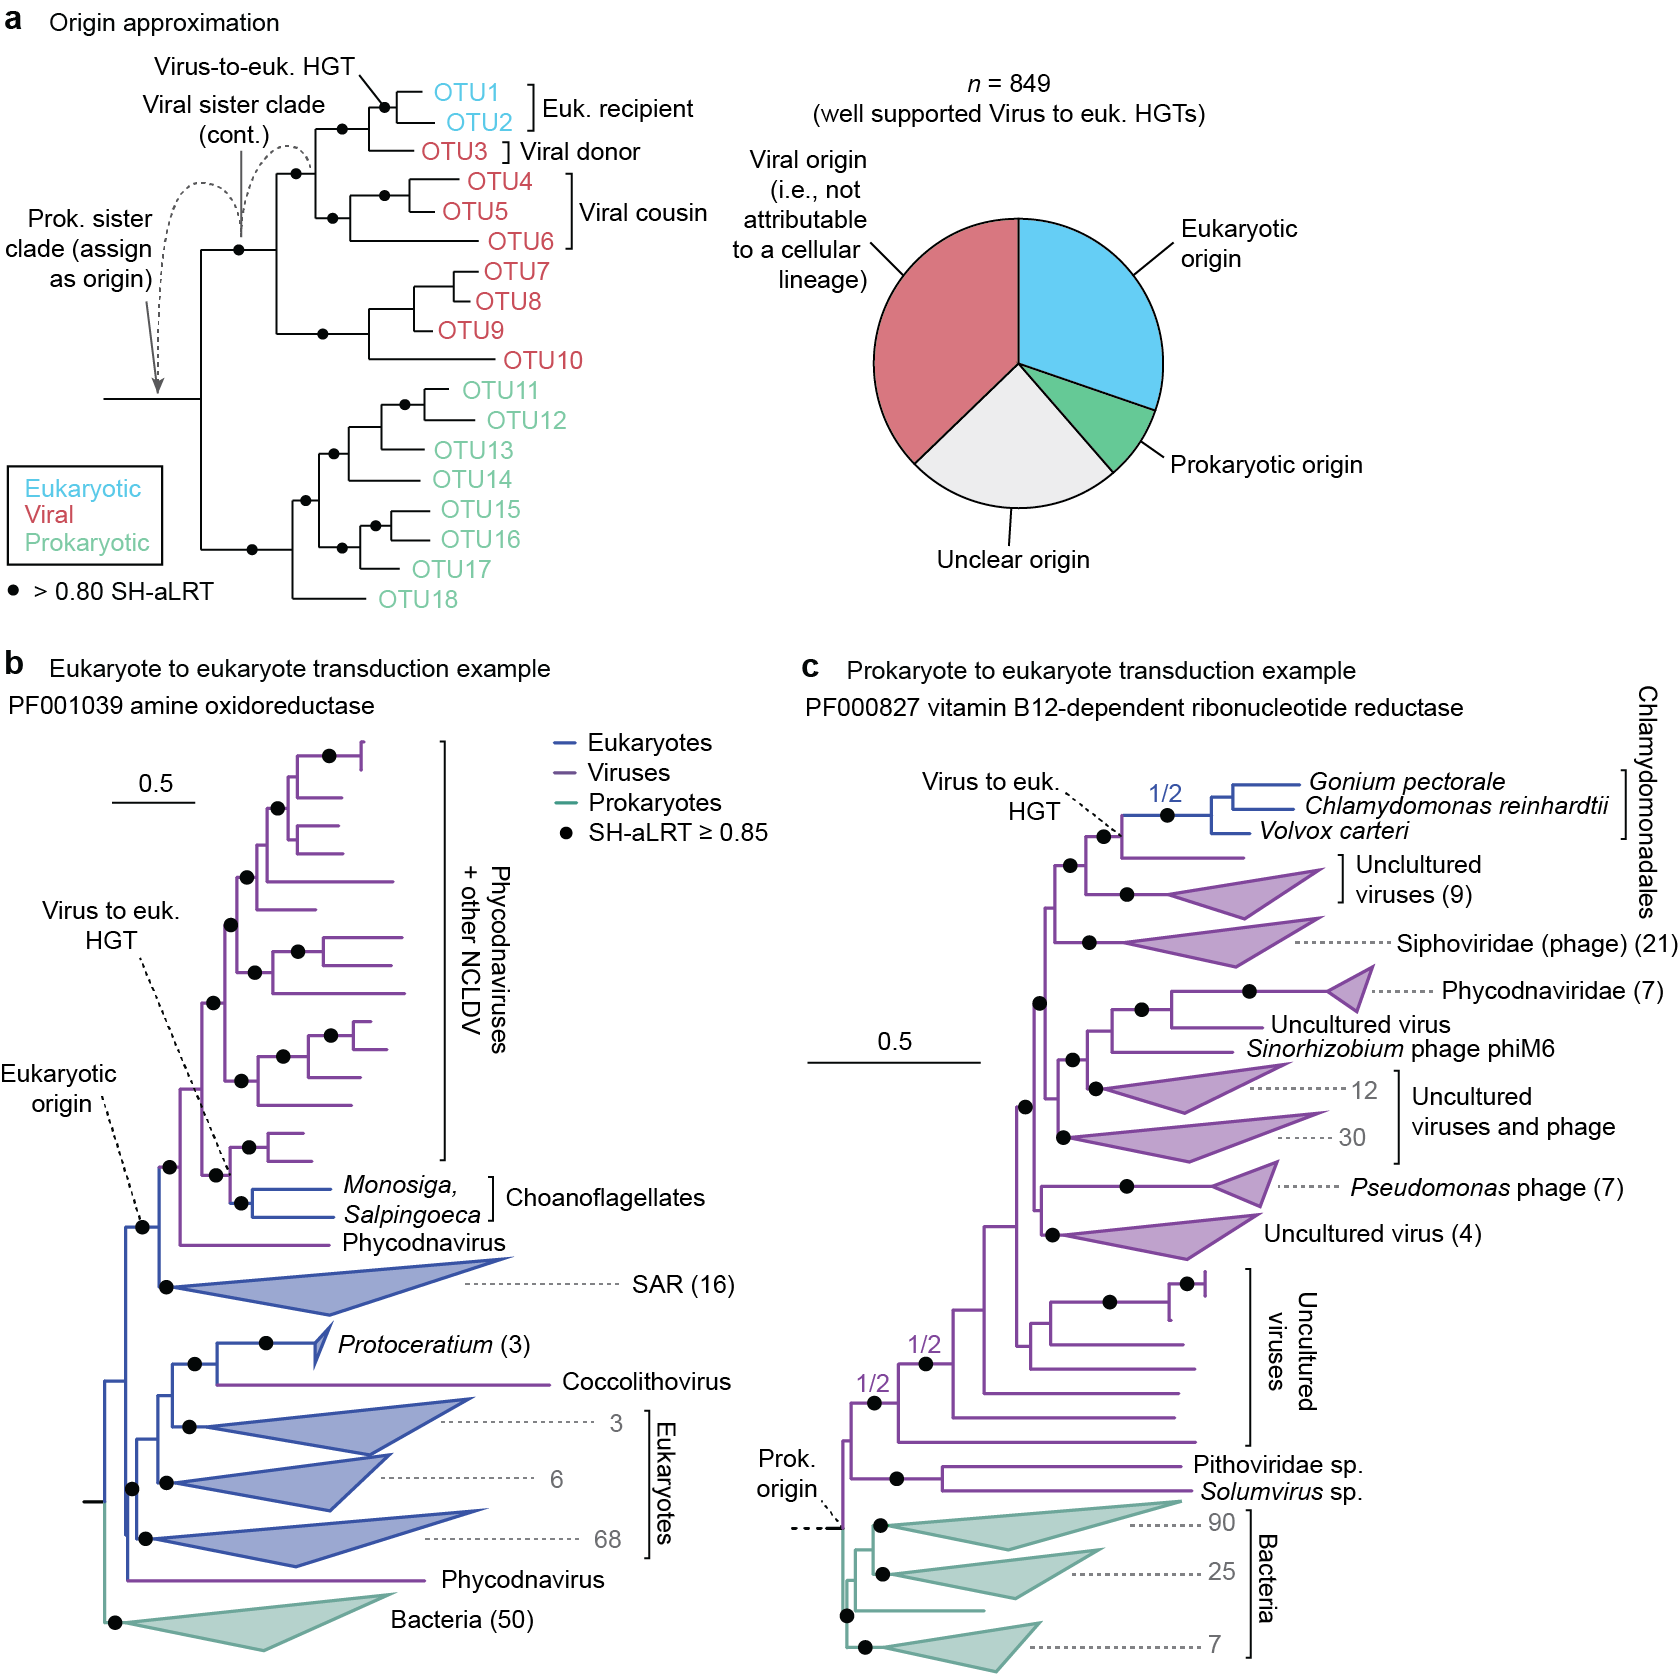 a Origin approximation
Virus-to-euk. HGT
Viral sister clade
(cont.)
Prok. sister
clade (assign
as origin)
OTU1
OTU2
Euk. recipient
OTU3
Viral donor
OTU4
OTU5
OTU6
Viral cousin
OTU7
OTU8
OTU9
OTU10
OTU11
OTU12
OTU13
OTU14
OTU15
OTU16
OTU17
OTU18
Eukaryotic
Viral
Prokaryotic
> 0.80 SH-aLRT
n = 849
(well supported Virus to euk. HGTs)
Viral origin
(i.e., not
attributable
to a cellular
lineage)
Eukaryotic
origin
Prokaryotic origin
Unclear origin
b Eukaryote to eukaryote transduction example
PF001039 amine oxidoreductase
0.5
Eukaryotes
Viruses
Prokaryotes
SH-aLRT ≥ 0.85
Virus to euk.
HGT
Eukaryotic
origin
Phycodnaviruses
+ other NCLDV
Monosiga,
Salpingoeca
Choanoflagellates
Phycodnavirus
SAR (16)
Protoceratium (3)
Coccolithovirus
3
6
68
Eukaryotes
Phycodnavirus
Bacteria (50)
c Prokaryote to eukaryote transduction example
PF000827 vitamin B12-dependent ribonucleotide reductase
Virus to euk.
HGT
1/2
Gonium pectorale
Chlamydomonas reinhardtii
Volvox carteri
Chlamydomonadales
Unclultured
viruses (9)
Siphoviridae (phage) (21)
Phycodnaviridae (7)
Uncultured virus
Sinorhizobium phage phiM6
0.5
12
30
Uncultured
viruses and phage
Pseudomonas phage (7)
Uncultured virus (4)
1/2
1/2
Uncultured
viruses
Prok.
origin
Pithoviridae sp.
Solumvirus sp.
90
25
7
Bacteria